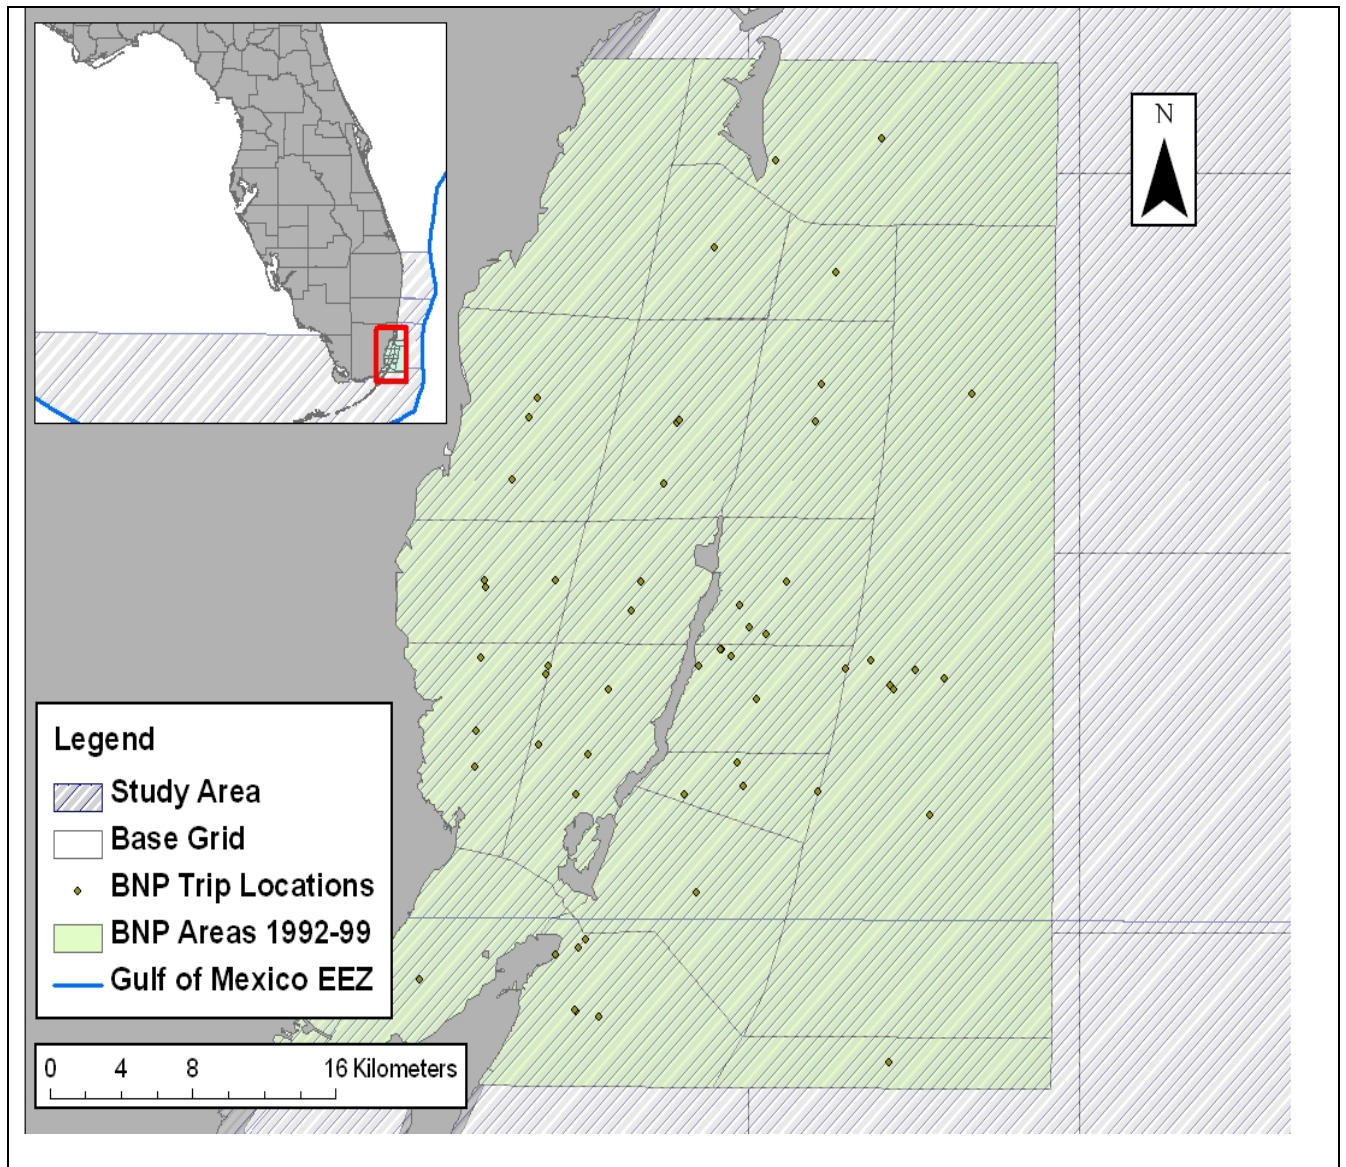 N
Legend
Study Area
Base Grid
BNP Trip Locations
BNP Areas 1992-99
Gulf of Mexico EEZ
0 4 8 16 Kilometers